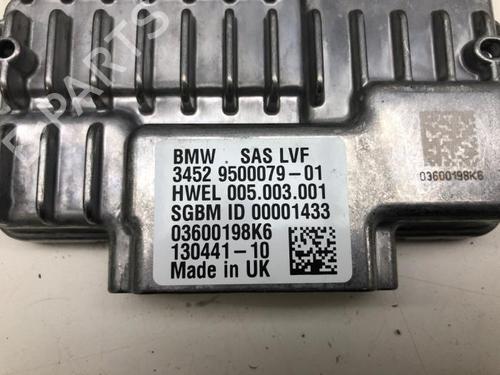 B-PARTS
BMW . SAS LVF
3452 9500079-01
HWEL 005.003.001
SGBM ID 00001433
03600198K6
130441-10
Made in UK
03600198K6